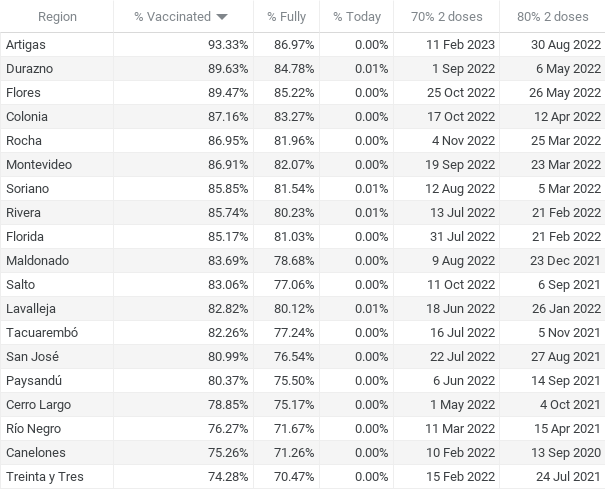 Region % Vaccinated % Fully % Today 70% 2 doses 80% 2 doses
Artigas 93.33% 86.97% 0.00% 11 Feb 2023 30 Aug 2022
Durazno 89.63% 84.78% 0.01% 1 Sep 2022 6 May 2022
Flores 89.47% 85.22% 0.00% 25 Oct 2022 26 May 2022
Colonia 87.16% 83.27% 0.00% 17 Oct 2022 12 Apr 2022
Rocha 86.95% 81.96% 0.00% 4 Nov 2022 25 Mar 2022
Montevideo 86.91% 82.07% 0.00% 19 Sep 2022 23 Mar 2022
Soriano 85.85% 81.54% 0.01% 12 Aug 2022 5 Mar 2022
Rivera 85.74% 80.23% 0.01% 13 Jul 2022 21 Feb 2022
Florida 85.17% 81.03% 0.00% 31 Jul 2022 21 Feb 2022
Maldonado 83.69% 78.68% 0.00% 9 Aug 2022 23 Dec 2021
Salto 83.06% 77.06% 0.00% 11 Oct 2022 6 Sep 2021
Lavalleja 82.82% 80.12% 0.01% 18 Jun 2022 26 Jan 2022
Tacuarembó 82.26% 77.24% 0.00% 16 Jul 2022 5 Nov 2021
San José 80.99% 76.54% 0.00% 22 Jul 2022 27 Aug 2021
Paysandú 80.37% 75.50% 0.00% 6 Jun 2022 14 Sep 2021
Cerro Largo 78.85% 75.17% 0.00% 1 May 2022 4 Oct 2021
Río Negro 76.27% 71.67% 0.00% 11 Mar 2022 15 Apr 2021
Canelones 75.26% 71.26% 0.00% 10 Feb 2022 13 Sep 2020
Treinta y Tres 74.28% 70.47% 0.00% 15 Feb 2022 24 Jul 2021